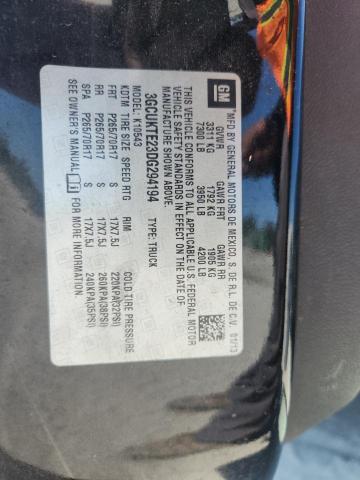 GM
*MFD BY GENERAL MOTORS DE MEXICO, S. DE R.L. DE C.V. 01/13
GVWR GAWR FRT GAWR RR
3311 KG 1792 KG 1905 KG
7300 LB 3950 LB 4200 LB
THIS VEHICLE CONFORMS TO ALL APPLICABLE U.S. FEDERAL MOTOR
VEHICLE SAFETY STANDARDS IN EFFECT ON THE DATE OF
MANUFACTURE SHOWN ABOVE.
3GCUKTE23DG294194 TYPE: TRUCK
MODEL: K10543
KDTM TIRE SIZE SPEED RTG RIM COLD TIRE PRESSURE
FRT P265/70R17 S 17X7.5J 220KPA(32PSI)
RR P265/70R17 S 17X7.5J 260KPA(38PSI)
SPA P265/70R17 S 17X7.5J 240KPA(35PSI)
SEE OWNER'S MANUAL FOR MORE INFORMATION.